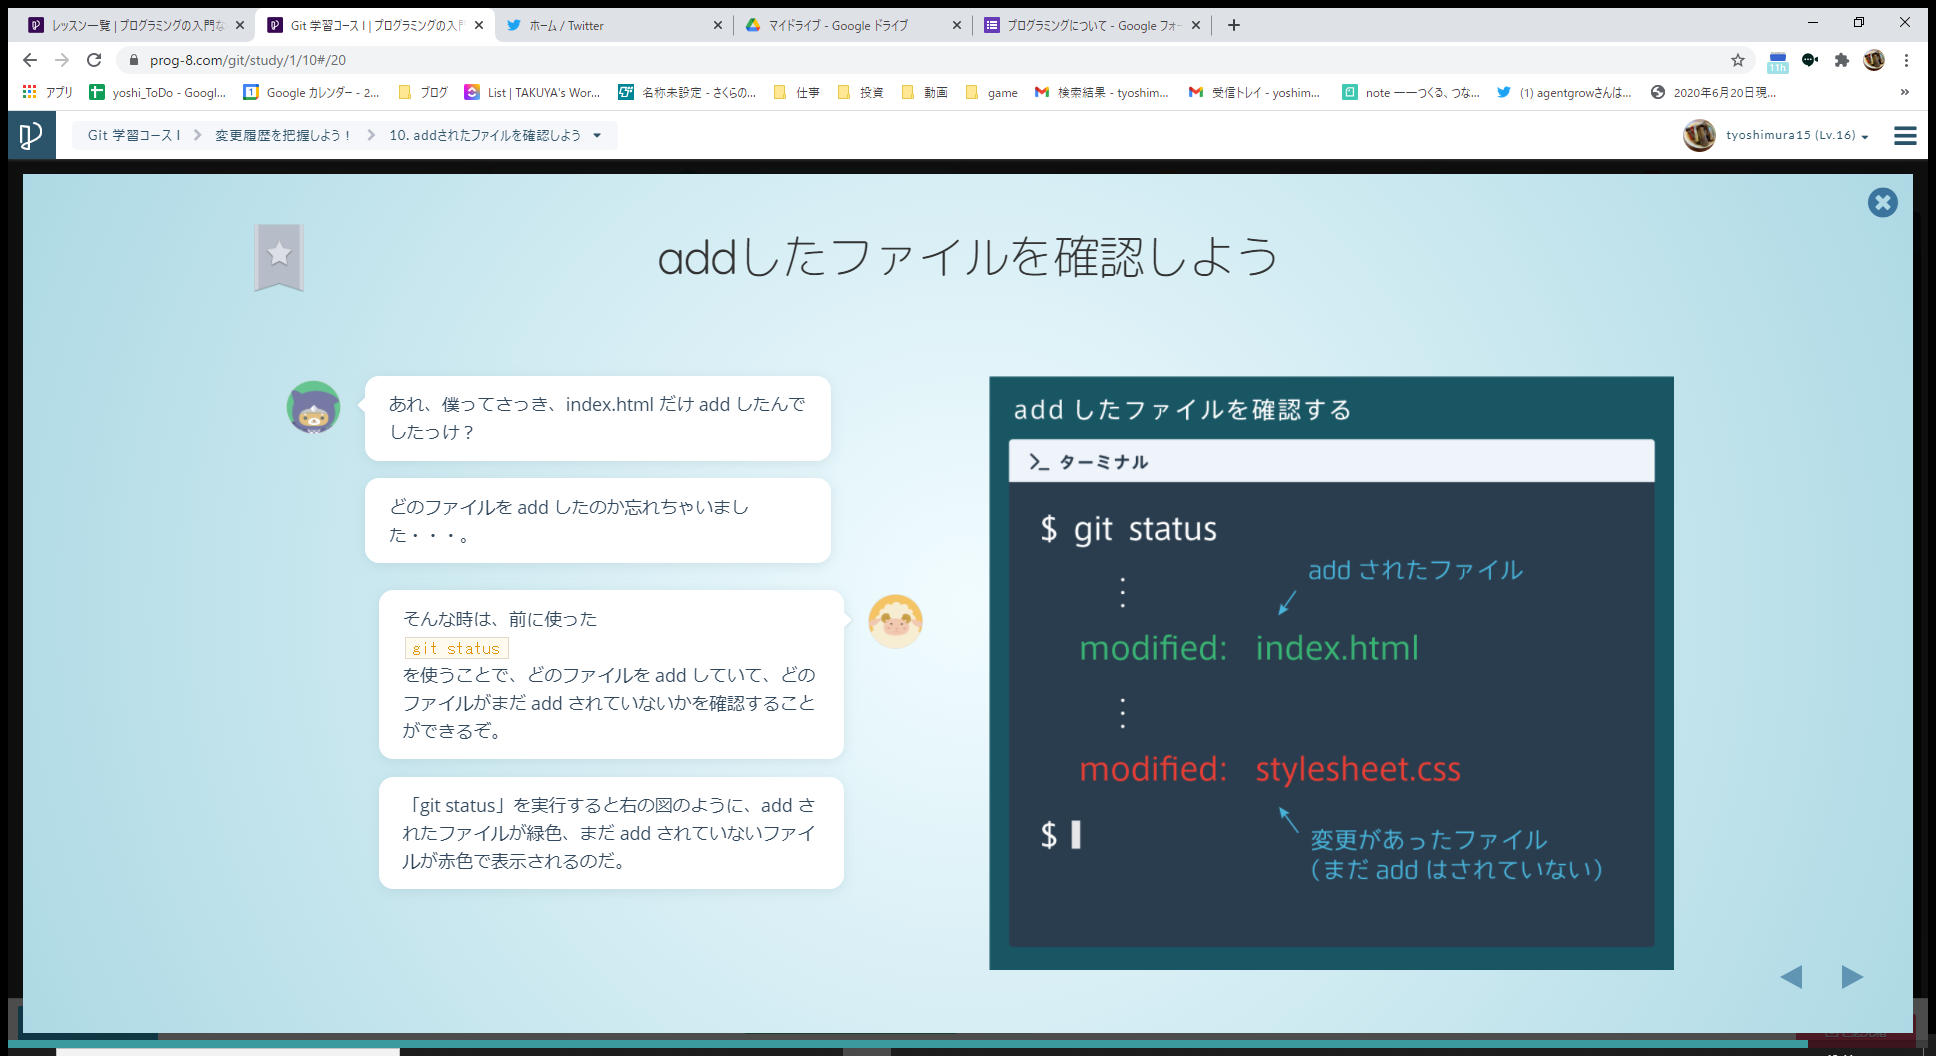 レッスン一覧 | プログラミングの入門な
Git 学習コース I | プログラミングの入門
ホーム / Twitter
マイドライブ - Google ドライブ
プログラミングについて - Google フォー
prog-8.com/git/study/1/10#/20
11h
アプリ
yoshi_ToDo - Googl...
Google カレンダー - 2...
ブログ
List | TAKUYA's Wor...
名称未設定 - さくらの...
仕事
投資
動画
game
検索結果 - tyoshim...
受信トレイ - yoshim...
note ーーつくる、つな...
(1) agentgrowさんは...
2020年6月20日現...
»
Git 学習コース I
変更履歴を把握しよう！
10. addされたファイルを確認しよう
tyoshimura15 (Lv.16)
addしたファイルを確認しよう
あれ、僕ってさっき、index.html だけ add したんで
したっけ？
どのファイルを add したのか忘れちゃいまし
た・・・。
そんな時は、前に使った
git status
を使うことで、どのファイルを add していて、どの
ファイルがまだ add されていないかを確認すること
ができるぞ。
「git status」を実行すると右の図のように、add さ
れたファイルが緑色、まだ add されていないファイ
ルが赤色で表示されるのだ。
add したファイルを確認する
>_ ターミナル
$ git status
add されたファイル
⋮
modified: index.html
⋮
modified: stylesheet.css
$
変更があったファイル
（まだ add はされていない）